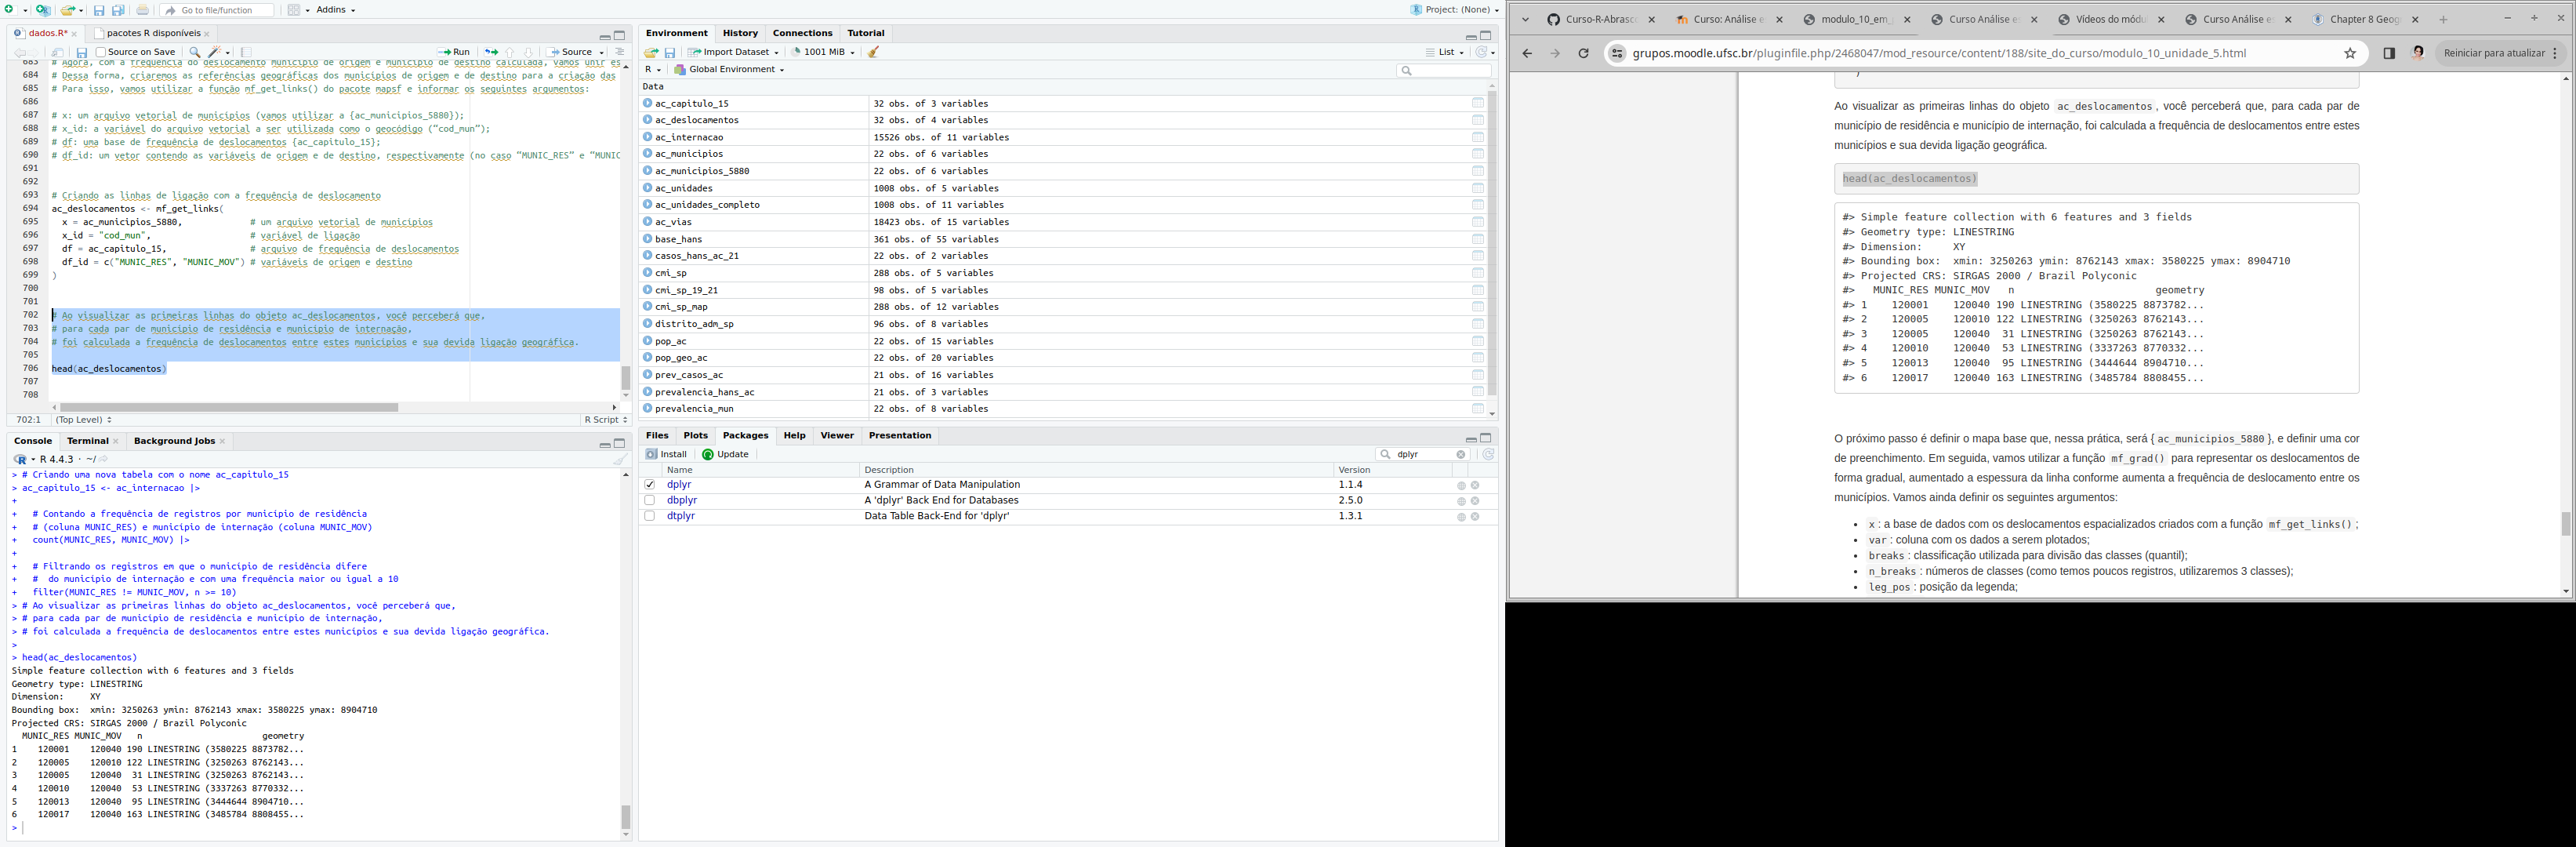 Go to file/function
Addins
Project: (None)
dados.R*
pacotes R disponíveis
Source on Save
Run
Source
683 # Agora, com a frequência do deslocamento município de origem e município de destino calculada, vamos unir es
684 # Dessa forma, criaremos as referências geográficas dos municípios de origem e de destino para a criação das
685 # Para isso, vamos utilizar a função mf_get_links() do pacote mapsf e informar os seguintes argumentos:
686
687 # x: um arquivo vetorial de municípios (vamos utilizar a {ac_municipios_5880});
688 # x_id: a variável do arquivo vetorial a ser utilizada como o geocódigo (“cod_mun”);
689 # df: uma base de frequência de deslocamentos {ac_capitulo_15};
690 # df_id: um vetor contendo as variáveis de origem e de destino, respectivamente (no caso “MUNIC_RES” e “MUNIC
691
692
693 # Criando as linhas de ligação com a frequência de deslocamento
694 ac_deslocamentos <- mf_get_links(
695   x = ac_municipios_5880,             # um arquivo vetorial de municípios
696   x_id = "cod_mun",                   # variável de ligação
697   df = ac_capitulo_15,                # arquivo de frequência de deslocamentos
698   df_id = c("MUNIC_RES", "MUNIC_MOV") # variáveis de origem e destino
699 )
700
701
702 # Ao visualizar as primeiras linhas do objeto ac_deslocamentos, você perceberá que,
703 # para cada par de município de residência e município de internação,
704 # foi calculada a frequência de deslocamentos entre estes municípios e sua devida ligação geográfica.
705
706 head(ac_deslocamentos)
707
708
702:1 (Top Level) R Script
Console Terminal Background Jobs
R 4.4.3 · ~/
> # Criando uma nova tabela com o nome ac_capitulo_15
> ac_capitulo_15 <- ac_internacao |>
+
+   # Contando a frequência de registros por município de residência
+   # (coluna MUNIC_RES) e município de internação (coluna MUNIC_MOV)
+   count(MUNIC_RES, MUNIC_MOV) |>
+
+   # Filtrando os registros em que o município de residência difere
+   #  do município de internação e com uma frequência maior ou igual a 10
+   filter(MUNIC_RES != MUNIC_MOV, n >= 10)
> # Ao visualizar as primeiras linhas do objeto ac_deslocamentos, você perceberá que,
> # para cada par de município de residência e município de internação,
> # foi calculada a frequência de deslocamentos entre estes municípios e sua devida ligação geográfica.
>
> head(ac_deslocamentos)
Simple feature collection with 6 features and 3 fields
Geometry type: LINESTRING
Dimension:     XY
Bounding box:  xmin: 3250263 ymin: 8762143 xmax: 3580225 ymax: 8904710
Projected CRS: SIRGAS 2000 / Brazil Polyconic
  MUNIC_RES MUNIC_MOV   n                       geometry
1    120001    120040 190 LINESTRING (3580225 8873782...
2    120005    120010 122 LINESTRING (3250263 8762143...
3    120005    120040  31 LINESTRING (3250263 8762143...
4    120010    120040  53 LINESTRING (3337263 8770332...
5    120013    120040  95 LINESTRING (3444644 8904710...
6    120017    120040 163 LINESTRING (3485784 8808455...
>
Environment History Connections Tutorial
Import Dataset 1001 MiB List
R Global Environment
Data
ac_capitulo_15 32 obs. of 3 variables
ac_deslocamentos 32 obs. of 4 variables
ac_internacao 15526 obs. of 11 variables
ac_municipios 22 obs. of 6 variables
ac_municipios_5880 22 obs. of 6 variables
ac_unidades 1008 obs. of 5 variables
ac_unidades_completo 1008 obs. of 11 variables
ac_vias 18423 obs. of 15 variables
base_hans 361 obs. of 55 variables
casos_hans_ac_21 22 obs. of 2 variables
cmi_sp 288 obs. of 5 variables
cmi_sp_19_21 98 obs. of 5 variables
cmi_sp_map 288 obs. of 12 variables
distrito_adm_sp 96 obs. of 8 variables
pop_ac 22 obs. of 15 variables
pop_geo_ac 22 obs. of 20 variables
prev_casos_ac 21 obs. of 16 variables
prevalencia_hans_ac 21 obs. of 3 variables
prevalencia_mun 22 obs. of 8 variables
Files Plots Packages Help Viewer Presentation
Install Update dplyr
Name Description Version
dplyr A Grammar of Data Manipulation 1.1.4
dbplyr A 'dplyr' Back End for Databases 2.5.0
dtplyr Data Table Back-End for 'dplyr' 1.3.1
Curso-R-Abrasc
Curso: Análise e
modulo_10_em_
Curso Análise e
Vídeos do módu
Curso Análise e
Chapter 8 Geog
grupos.moodle.ufsc.br/pluginfile.php/2468047/mod_resource/content/188/site_do_curso/modulo_10_unidade_5.html
Reiniciar para atualizar
)
Ao visualizar as primeiras linhas do objeto ac_deslocamentos, você perceberá que, para cada par de
município de residência e município de internação, foi calculada a frequência de deslocamentos entre estes
municípios e sua devida ligação geográfica.
head(ac_deslocamentos)
#> Simple feature collection with 6 features and 3 fields
#> Geometry type: LINESTRING
#> Dimension:     XY
#> Bounding box:  xmin: 3250263 ymin: 8762143 xmax: 3580225 ymax: 8904710
#> Projected CRS: SIRGAS 2000 / Brazil Polyconic
#>   MUNIC_RES MUNIC_MOV   n                       geometry
#> 1    120001    120040 190 LINESTRING (3580225 8873782...
#> 2    120005    120010 122 LINESTRING (3250263 8762143...
#> 3    120005    120040  31 LINESTRING (3250263 8762143...
#> 4    120010    120040  53 LINESTRING (3337263 8770332...
#> 5    120013    120040  95 LINESTRING (3444644 8904710...
#> 6    120017    120040 163 LINESTRING (3485784 8808455...
O próximo passo é definir o mapa base que, nessa prática, será { ac_municipios_5880 }, e definir uma cor
de preenchimento. Em seguida, vamos utilizar a função mf_grad() para representar os deslocamentos de
forma gradual, aumentado a espessura da linha conforme aumenta a frequência de deslocamento entre os
municípios. Vamos ainda definir os seguintes argumentos:
• x : a base de dados com os deslocamentos espacializados criados com a função mf_get_links() ;
• var : coluna com os dados a serem plotados;
• breaks : classificação utilizada para divisão das classes (quantil);
• n_breaks : números de classes (como temos poucos registros, utilizaremos 3 classes);
• leg_pos : posição da legenda;